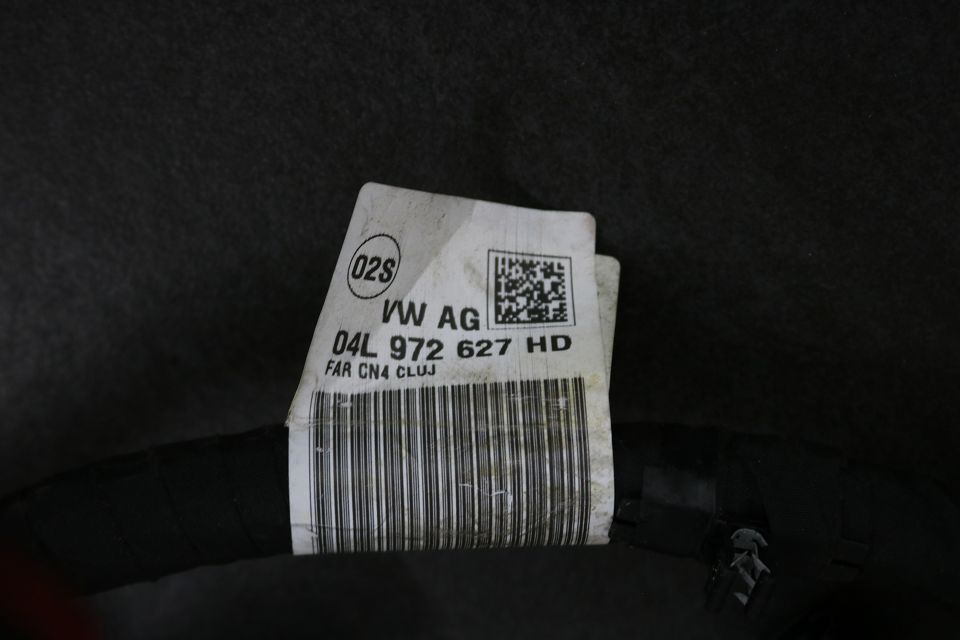 02S
VW AG
04L 972 627 HD
FAR CN4 CLUJ